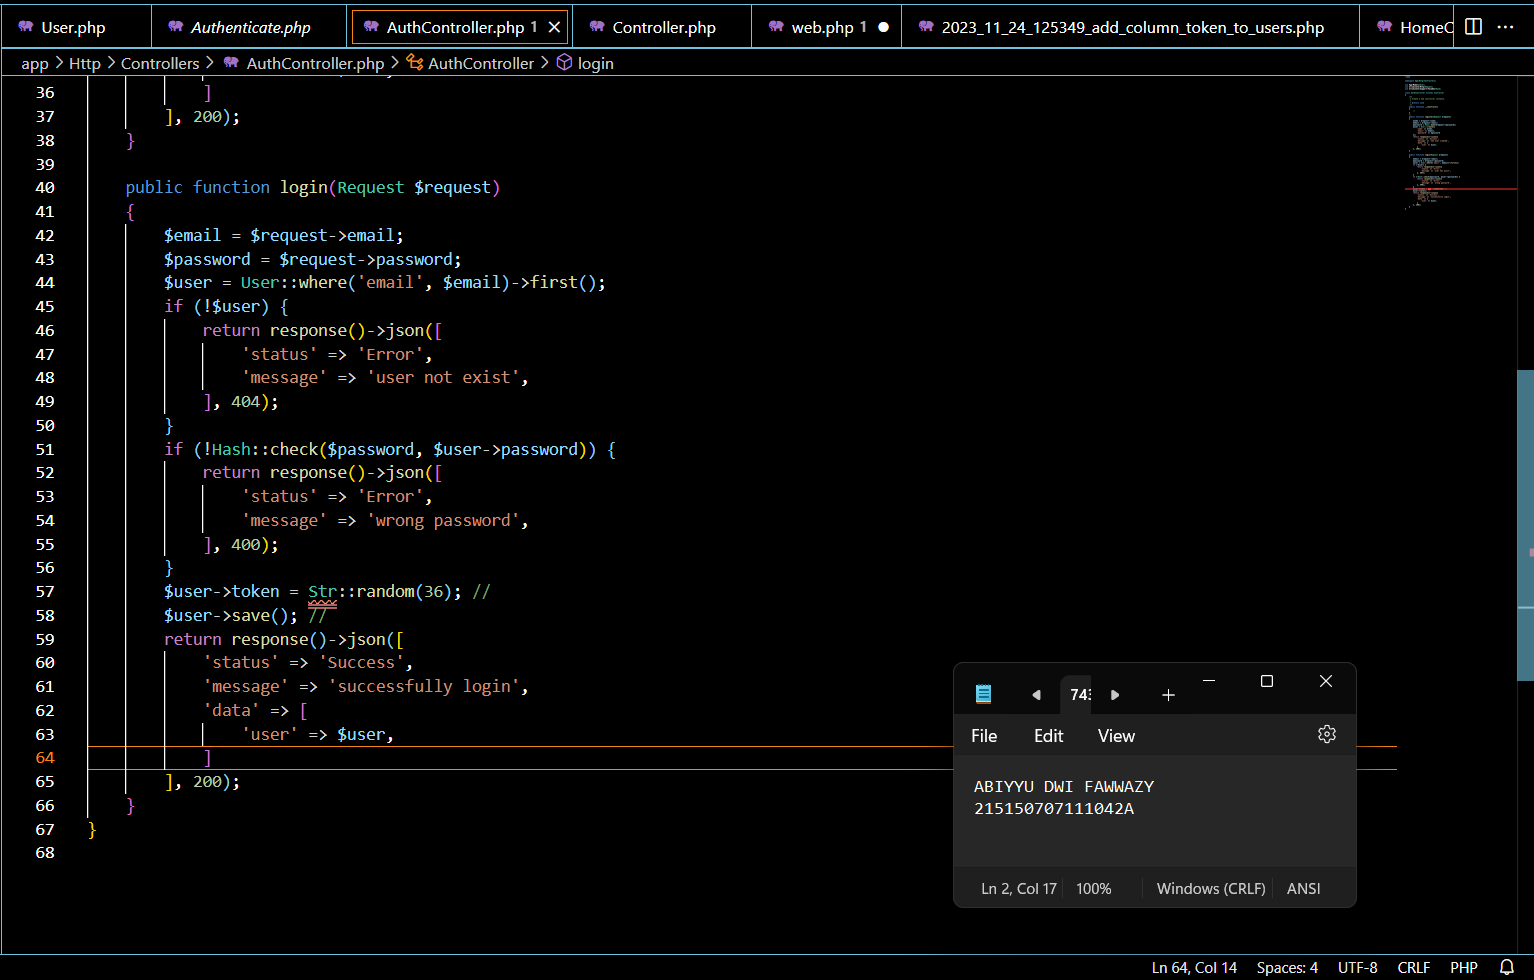 User.php
Authenticate.php
AuthController.php 1
Controller.php
web.php 1
2023_11_24_125349_add_column_token_to_users.php
HomeC
app > Http > Controllers > AuthController.php > AuthController > login
36 ]
37 ], 200);
38 }
39
40 public function login(Request $request)
41 {
42 $email = $request->email;
43 $password = $request->password;
44 $user = User::where('email', $email)->first();
45 if (!$user) {
46 return response()->json([
47 'status' => 'Error',
48 'message' => 'user not exist',
49 ], 404);
50 }
51 if (!Hash::check($password, $user->password)) {
52 return response()->json([
53 'status' => 'Error',
54 'message' => 'wrong password',
55 ], 400);
56 }
57 $user->token = Str::random(36); //
58 $user->save(); //
59 return response()->json([
60 'status' => 'Success',
61 'message' => 'successfully login',
62 'data' => [
63 'user' => $user,
64 ]
65 ], 200);
66 }
67 }
68
743
File Edit View
ABIYYU DWI FAWWAZY
215150707111042A
Ln 2, Col 17 100% Windows (CRLF) ANSI
Ln 64, Col 14 Spaces: 4 UTF-8 CRLF PHP